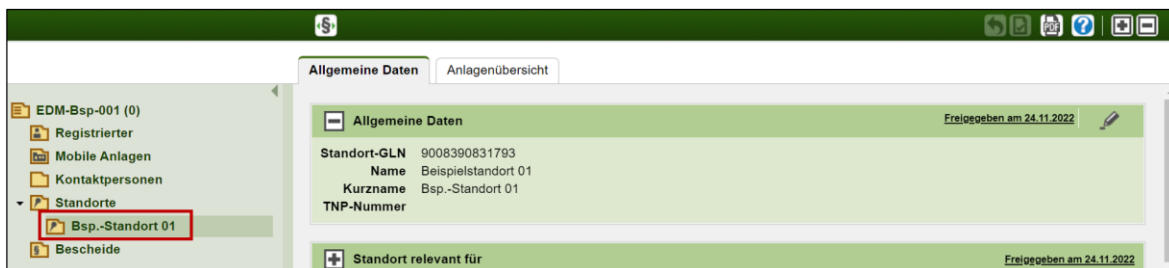 §
PDF
?
Allgemeine Daten
Anlagenübersicht
EDM-Bsp-001 (0)
Registrierter
Mobile Anlagen
Kontaktpersonen
Standorte
Bsp.-Standort 01
§ Bescheide
Allgemeine Daten
Freigegeben am 24.11.2022
Standort-GLN 9008390831793
Name Beispielstandort 01
Kurzname Bsp.-Standort 01
TNP-Nummer
Standort relevant für
Freigegeben am 24.11.2022